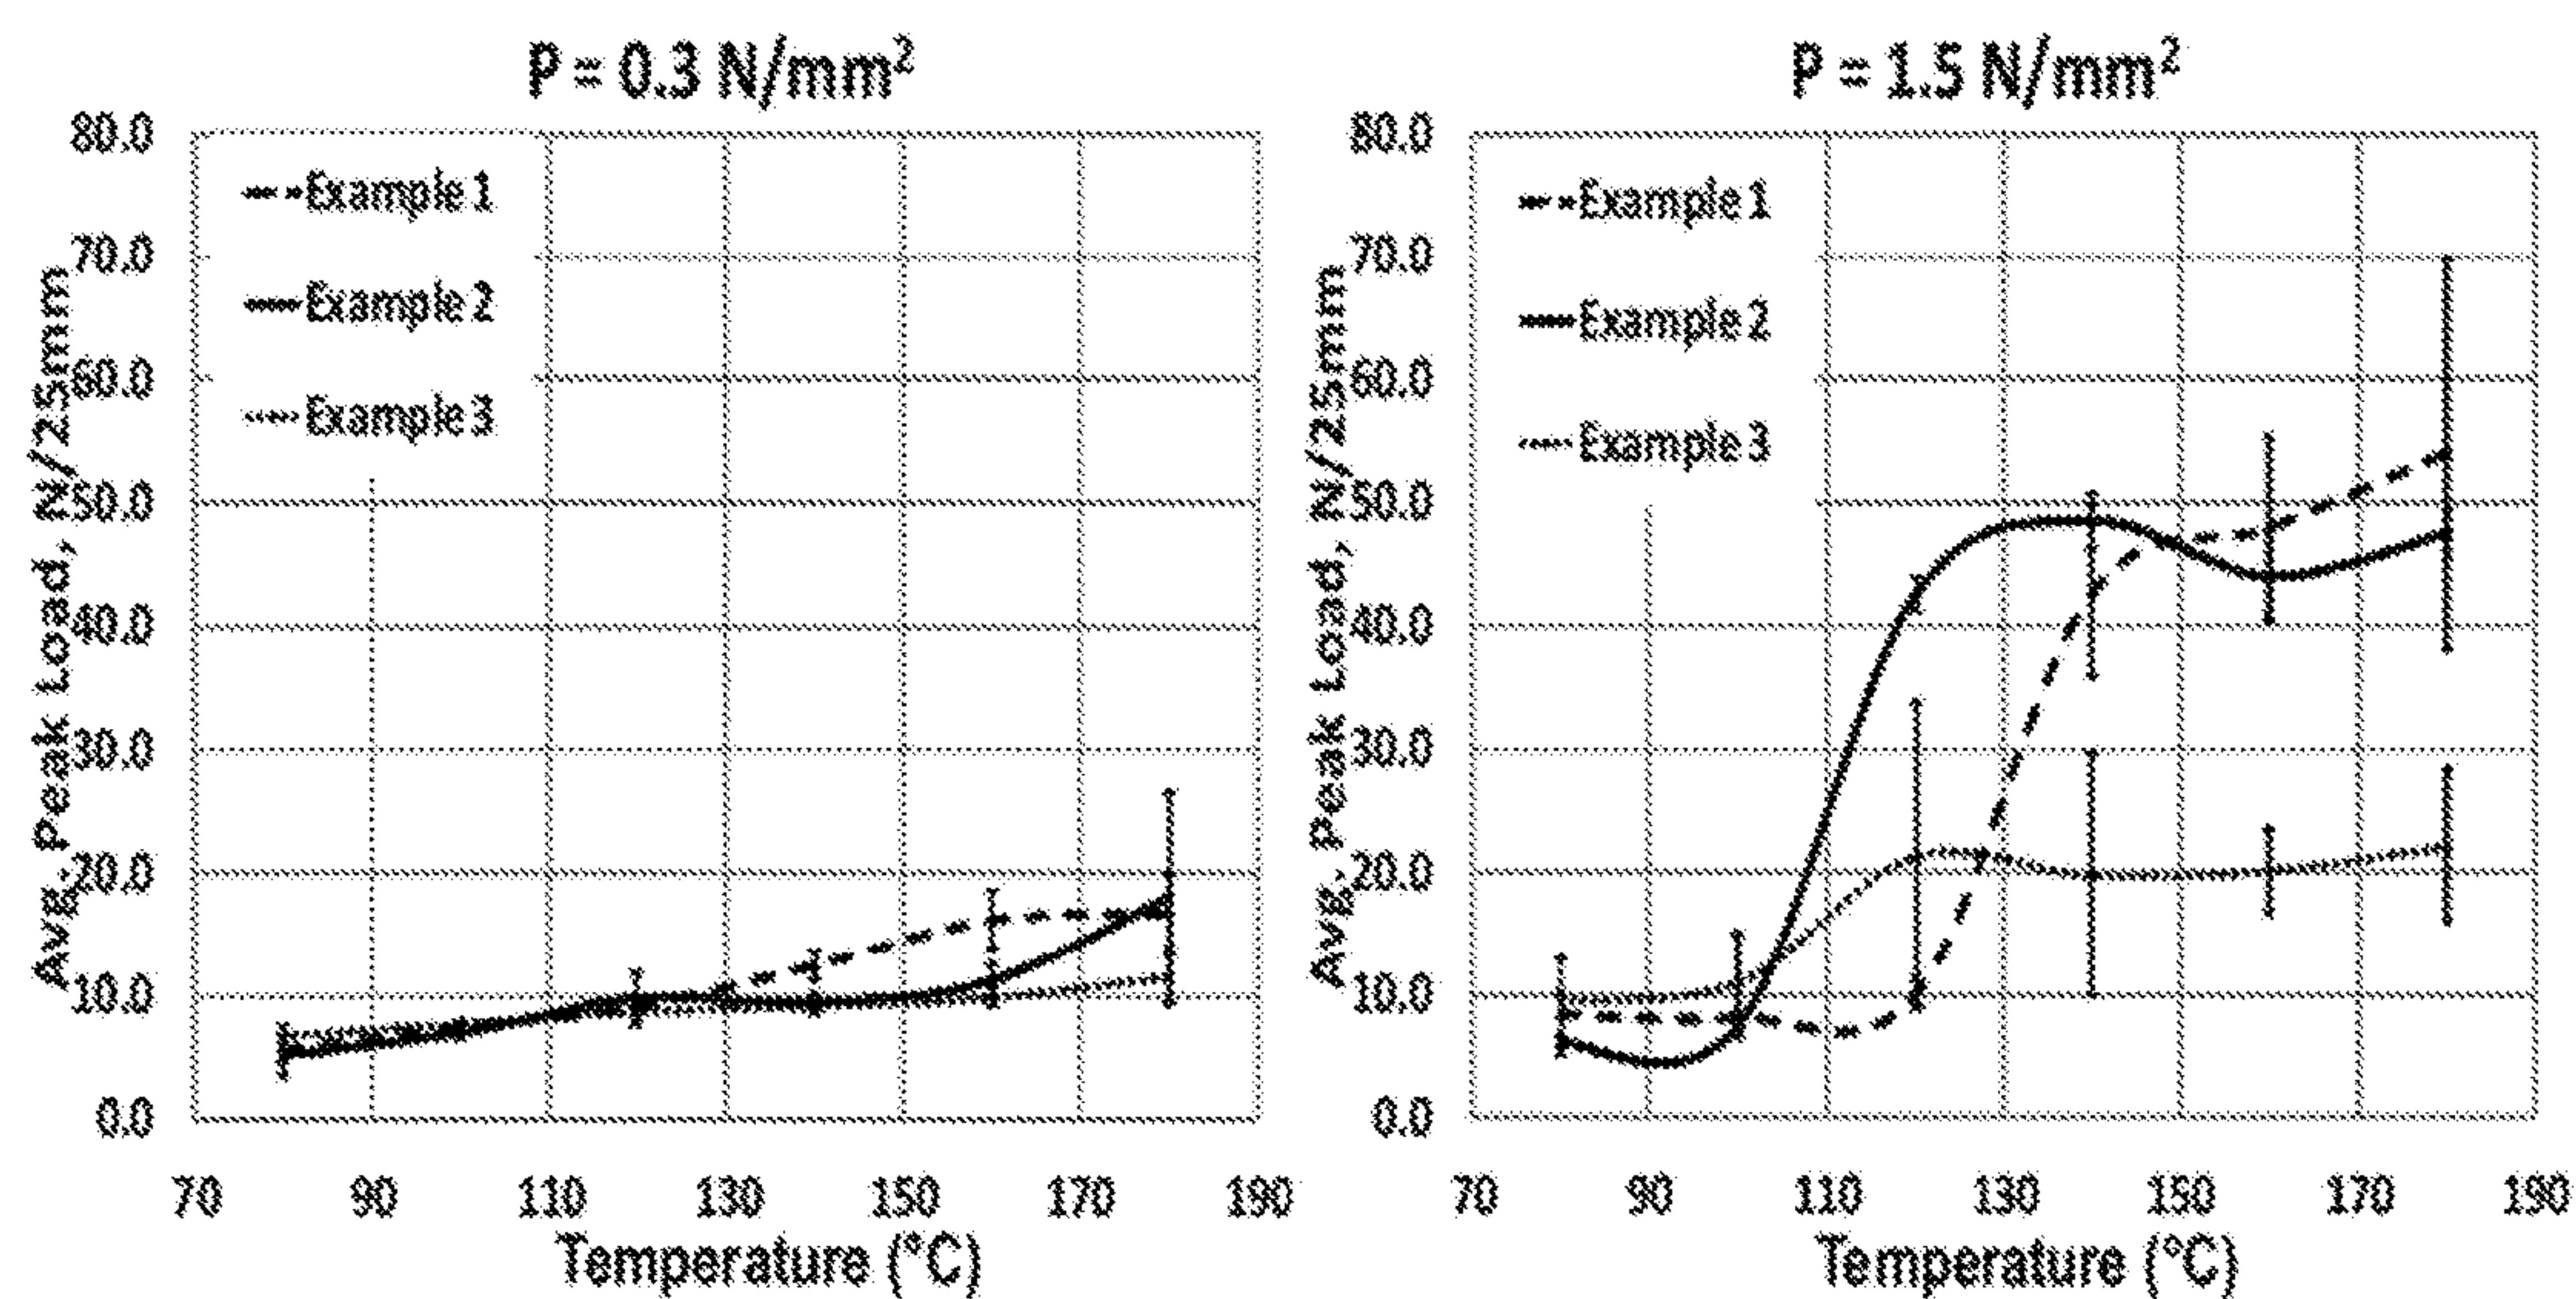 P = 0.3 N/mm²
80.0
70.0
60.0
50.0
40.0
30.0
20.0
10.0
0.0
Avg. Peak Load, N/25mm
Example 1
Example 2
Example 3
70 90 110 130 150 170 190
Temperature (°C)
P = 1.5 N/mm²
80.0
70.0
60.0
50.0
40.0
30.0
20.0
10.0
0.0
Avg. Peak Load, N/25mm
Example 1
Example 2
Example 3
70 90 110 130 150 170 190
Temperature (°C)